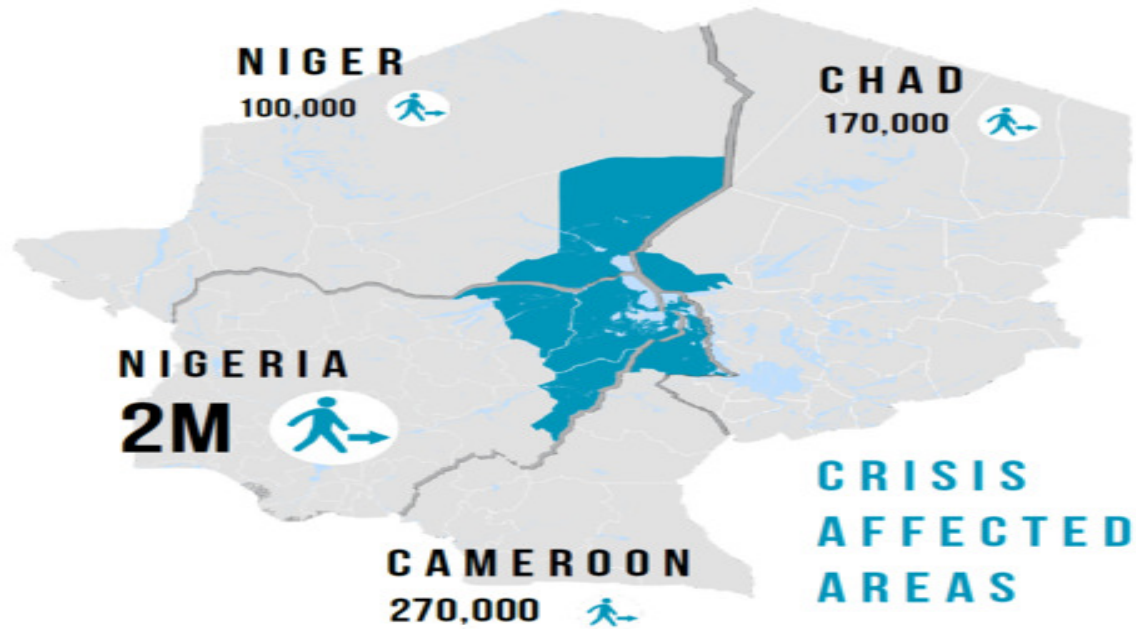 NIGER
100,000
CHAD
170,000
NIGERIA
2M
CAMEROON
270,000
CRISIS
AFFECTED
AREAS